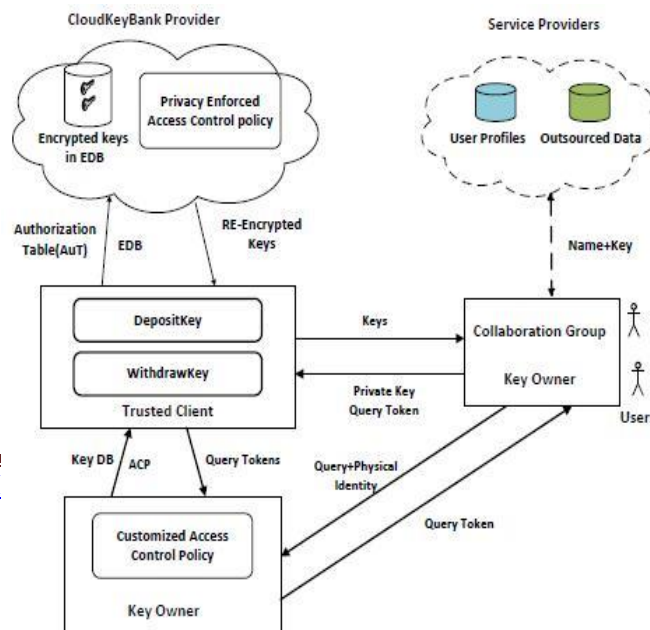 CloudKeyBank Provider
Service Providers
Privacy Enforced
Access Control policy
Encrypted keys
in EDB
User Profiles
Outsourced Data
Authorization
Table(AuT)
EDB
RE-Encrypted
Keys
Name+Key
DepositKey
WithdrawKey
Trusted Client
Keys
Private Key
Query Token
Collaboration Group
Key Owner
User
Key DB
ACP
Query Tokens
Query+Physical
Identity
Query Token
Customized Access
Control Policy
Key Owner